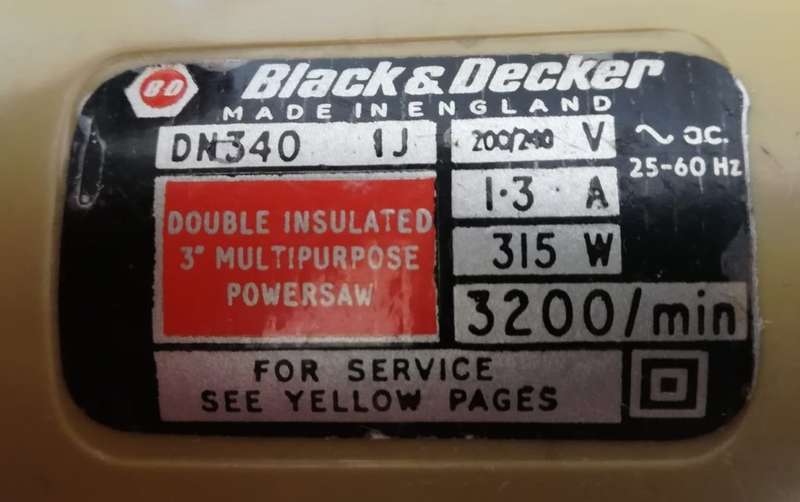 B·D Black & Decker
MADE IN ENGLAND
DN340 1J
200/240 V
~ a.c.
25-60 Hz
1·3 A
315 W
3200/min
DOUBLE INSULATED
3" MULTIPURPOSE
POWERSAW
FOR SERVICE
SEE YELLOW PAGES